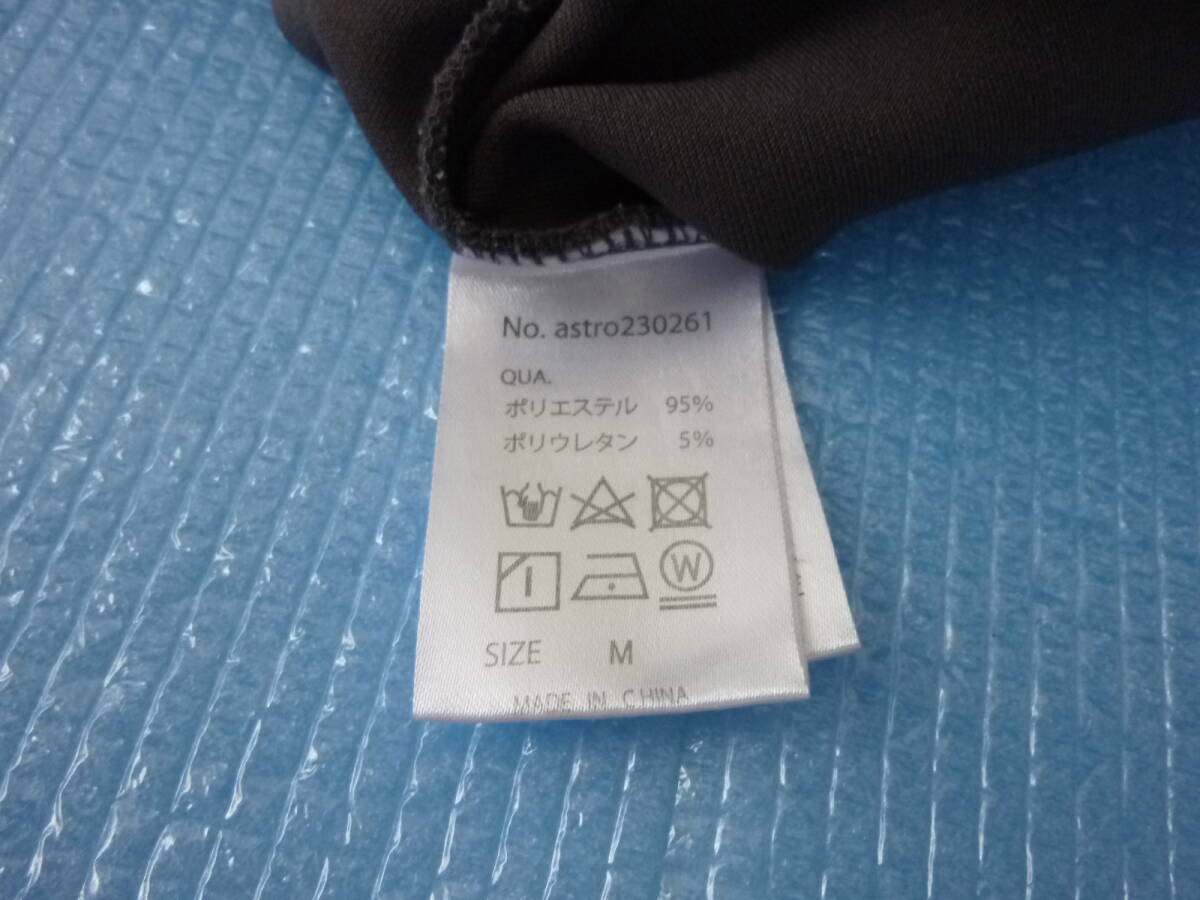 No. astro230261
QUA.
ポリエステル 95%
ポリウレタン 5%
W
SIZE M
MADE IN CHINA